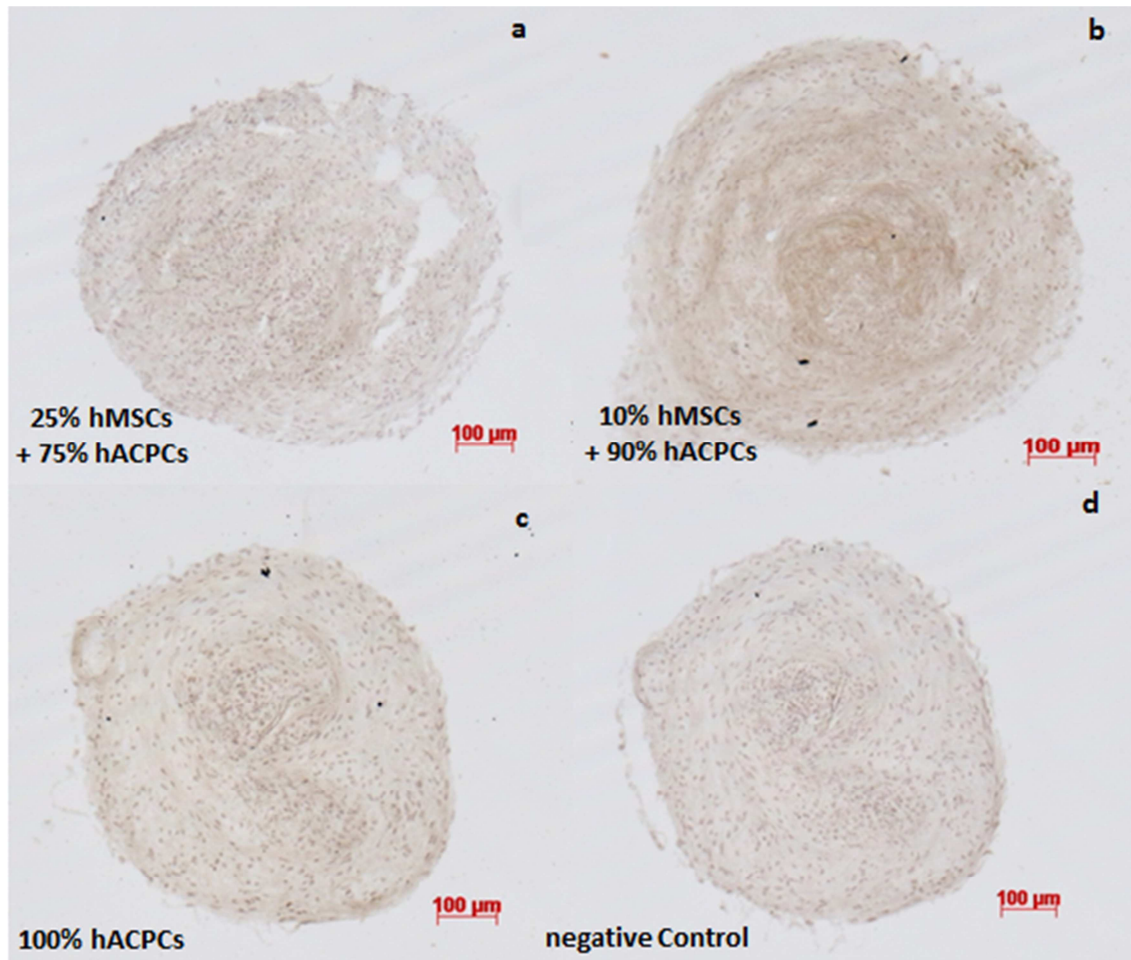 a
b
25% hMSCs
+ 75% hACPCs
100 µm
10% hMSCs
+ 90% hACPCs
100 µm
c
d
100% hACPCs
100 µm
negative Control
100 µm